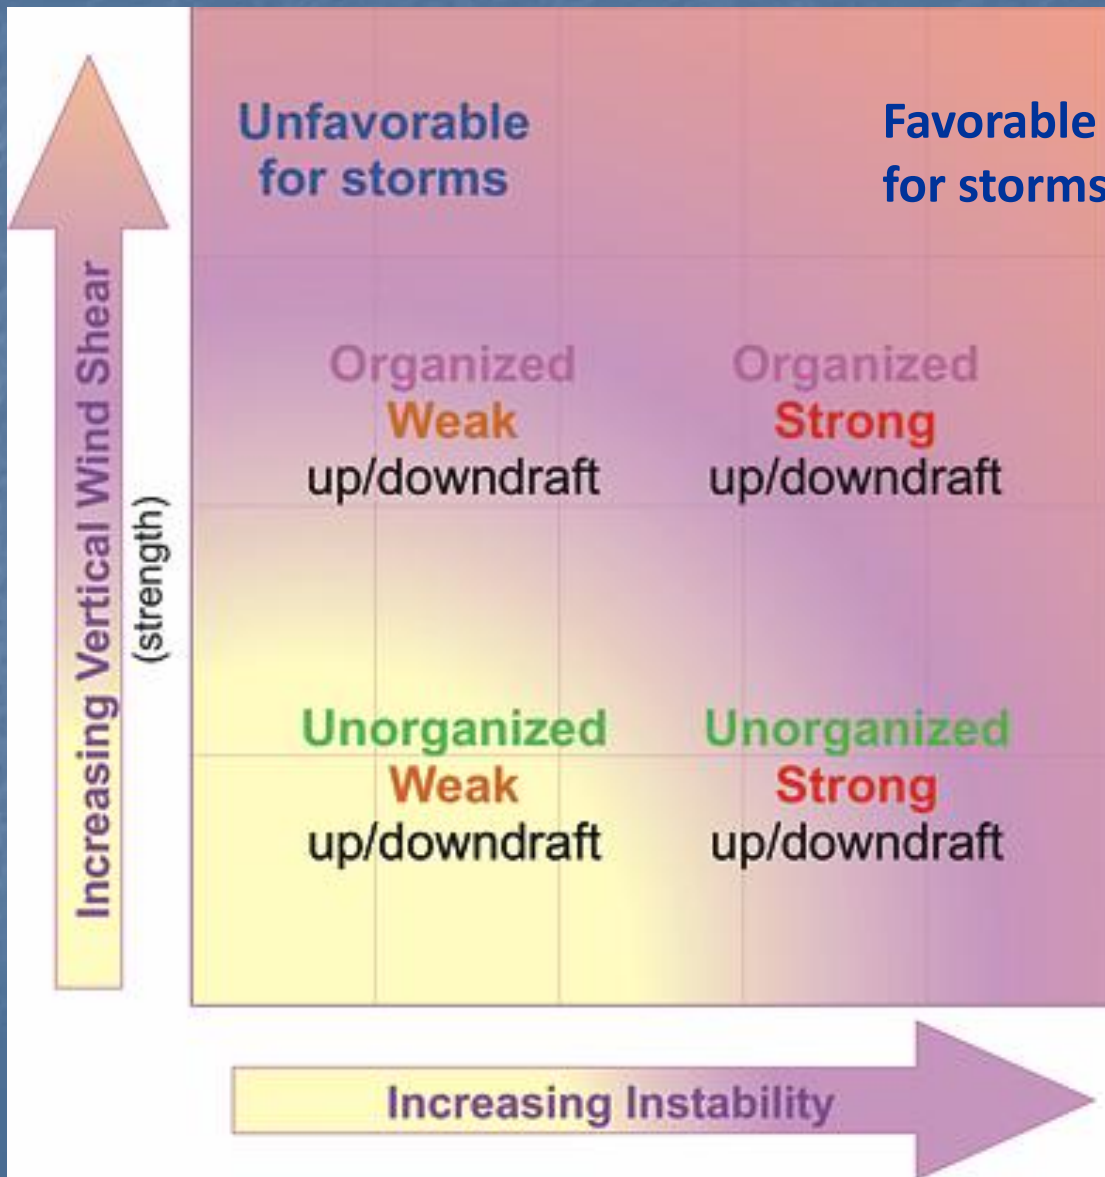 Unfavorable
for storms
Favorable
for storms
Increasing Vertical Wind Shear
(strength)
Organized
Weak
up/downdraft
Organized
Strong
up/downdraft
Unorganized
Weak
up/downdraft
Unorganized
Strong
up/downdraft
Increasing Instability